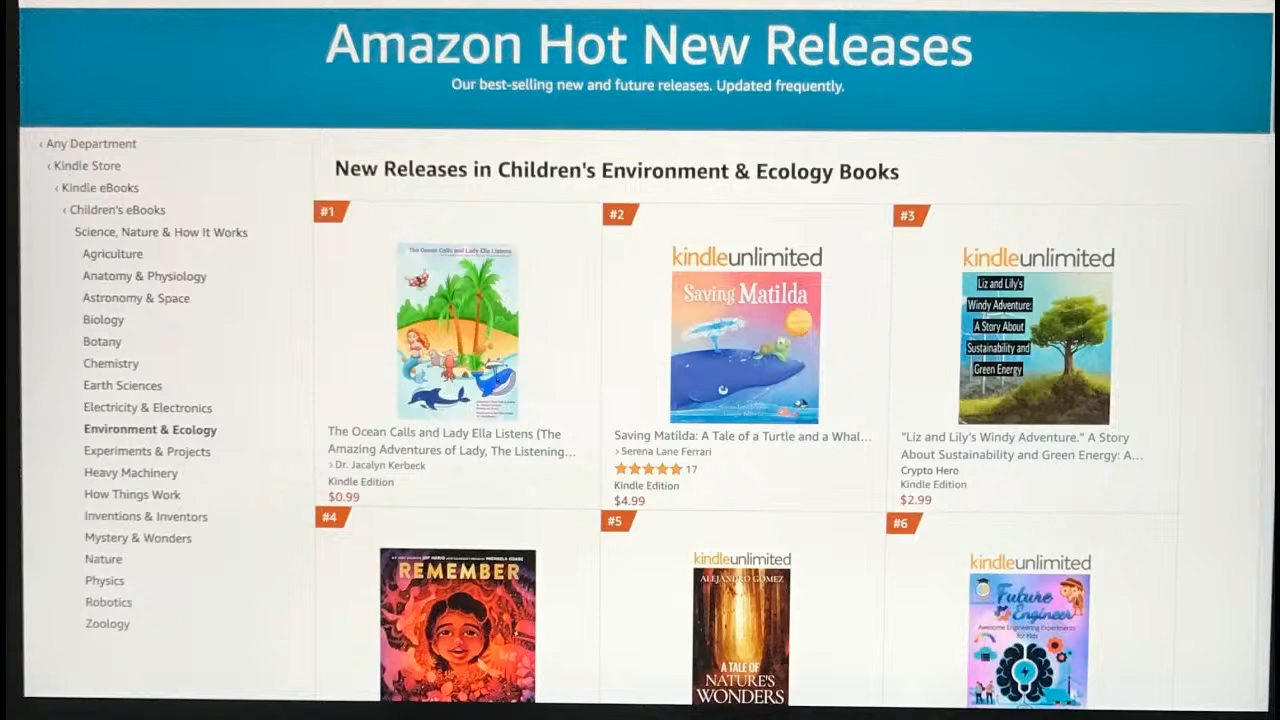 Amazon Hot New Releases
Our best-selling new and future releases. Updated frequently.
‹ Any Department
‹ Kindle Store
‹ Kindle eBooks
‹ Children's eBooks
Science, Nature & How It Works
Agriculture
Anatomy & Physiology
Astronomy & Space
Biology
Botany
Chemistry
Earth Sciences
Electricity & Electronics
Environment & Ecology
Experiments & Projects
Heavy Machinery
How Things Work
Inventions & Inventors
Mystery & Wonders
Nature
Physics
Robotics
Zoology
New Releases in Children's Environment & Ecology Books
#1
The Ocean Calls and Lady Ella Listens
The Ocean Calls and Lady Ella Listens (The
Amazing Adventures of Lady, The Listening...
› Dr. Jacalyn Kerbeck
Kindle Edition
$0.99
#2
kindleunlimited
Saving Matilda
Saving Matilda: A Tale of a Turtle and a Whal...
› Serena Lane Ferrari
17
Kindle Edition
$4.99
#3
kindleunlimited
Liz and Lily's
Windy Adventure:
A Story About
Sustainability and
Green Energy
"Liz and Lily's Windy Adventure." A Story
About Sustainability and Green Energy: A...
Crypto Hero
Kindle Edition
$2.99
#4
REMEMBER
#5
kindleunlimited
ALEJANDRO GOMEZ
A TALE OF
NATURE'S
WONDERS
#6
kindleunlimited
Future
Engineer
Awesome Engineering Experiments
for Kids